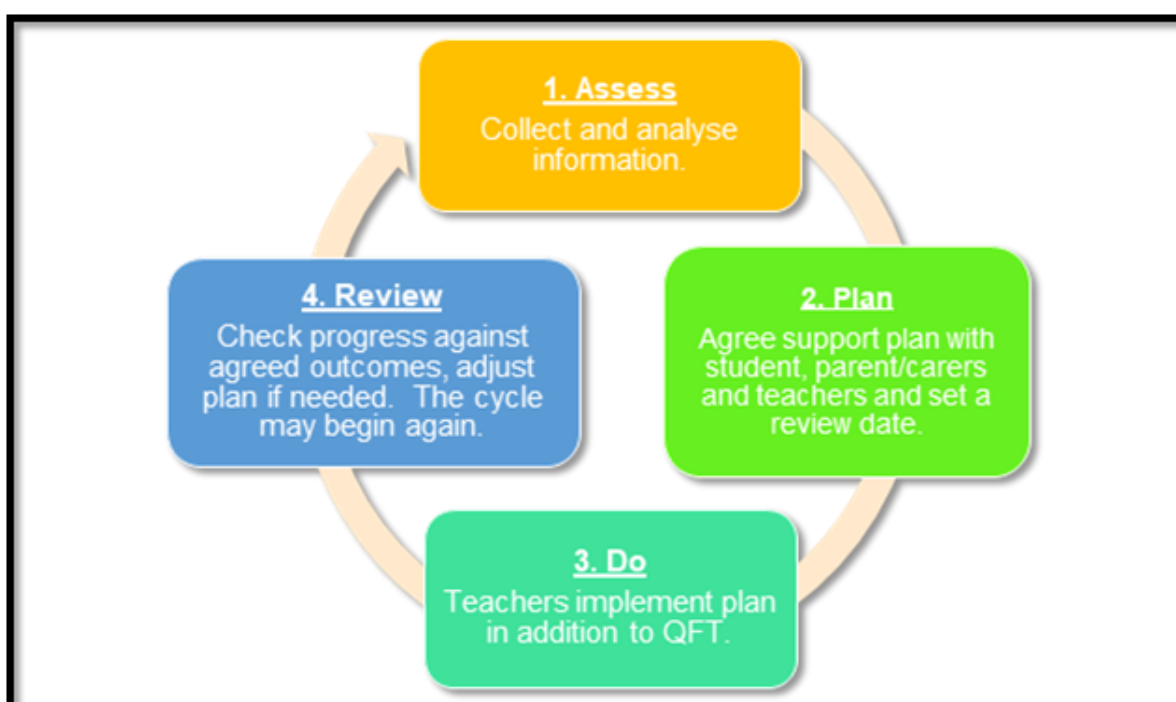 1. Assess
Collect and analyse
information.
2. Plan
Agree support plan with
student, parent/carers
and teachers and set a
review date.
3. Do
Teachers implement plan
in addition to QFT.
4. Review
Check progress against
agreed outcomes, adjust
plan if needed.  The cycle
may begin again.